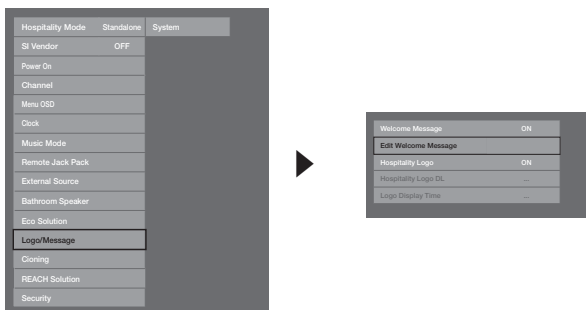 Hospitality Mode Standalone System
SI Vendor OFF
Power On
Channel
Menu OSD
Clock
Music Mode
Remote Jack Pack
External Source
Bathroom Speaker
Eco Solution
Logo/Message
Cloning
REACH Solution
Security
Welcome Message ON
Edit Welcome Message
Hospitality Logo ON
Hospitality Logo DL ...
Logo Display Time ...